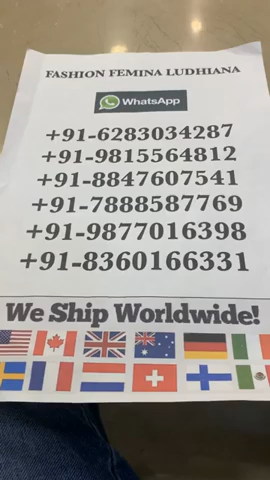 FASHION FEMINA LUDHIANA
WhatsApp
+91-6283034287
+91-9815564812
+91-8847607541
+91-7888587769
+91-9877016398
+91-8360166331
We Ship Worldwide!